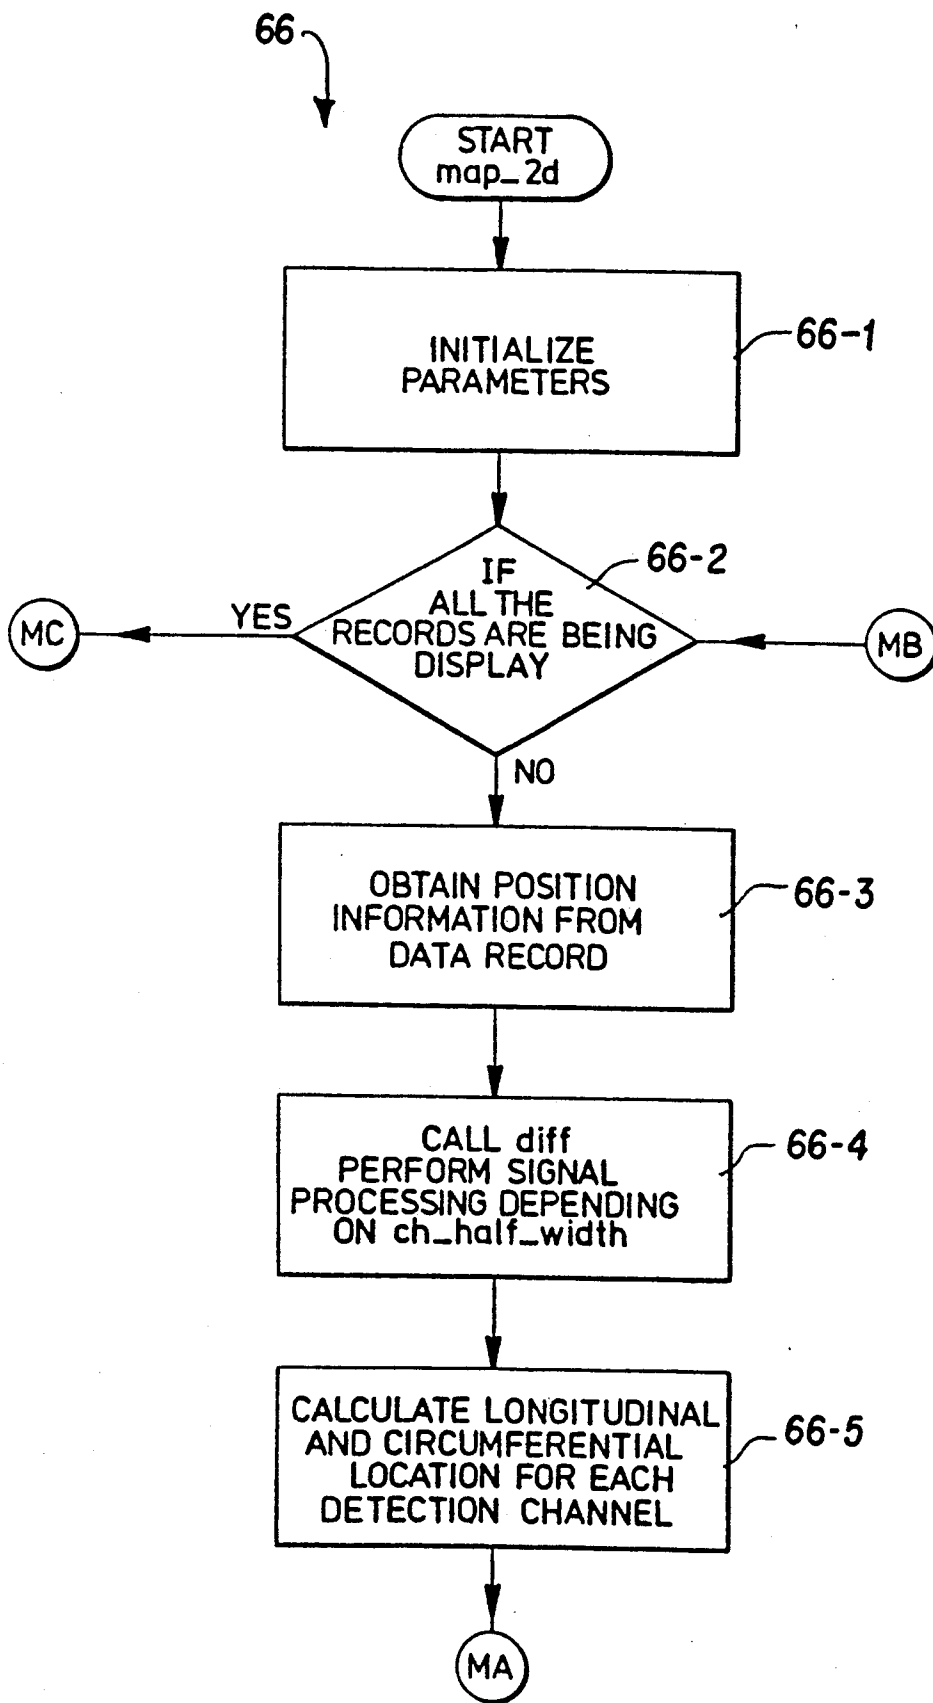 66
START
map_2d
INITIALIZE
PARAMETERS
66-1
IF
ALL THE
RECORDS ARE BEING
DISPLAY
66-2
YES
MC
MB
NO
OBTAIN POSITION
INFORMATION FROM
DATA RECORD
66-3
CALL diff
PERFORM SIGNAL
PROCESSING DEPENDING
ON ch_half_width
66-4
CALCULATE LONGITUDINAL
AND CIRCUMFERENTIAL
LOCATION FOR EACH
DETECTION CHANNEL
66-5
MA